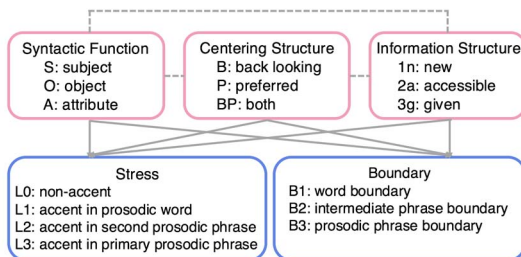 Syntactic Function
S: subject
O: object
A: attribute
Centering Structure
B: back looking
P: preferred
BP: both
Information Structure
1n: new
2a: accessible
3g: given
Stress
L0: non-accent
L1: accent in prosodic word
L2: accent in second prosodic phrase
L3: accent in primary prosodic phrase
Boundary
B1: word boundary
B2: intermediate phrase boundary
B3: prosodic phrase boundary